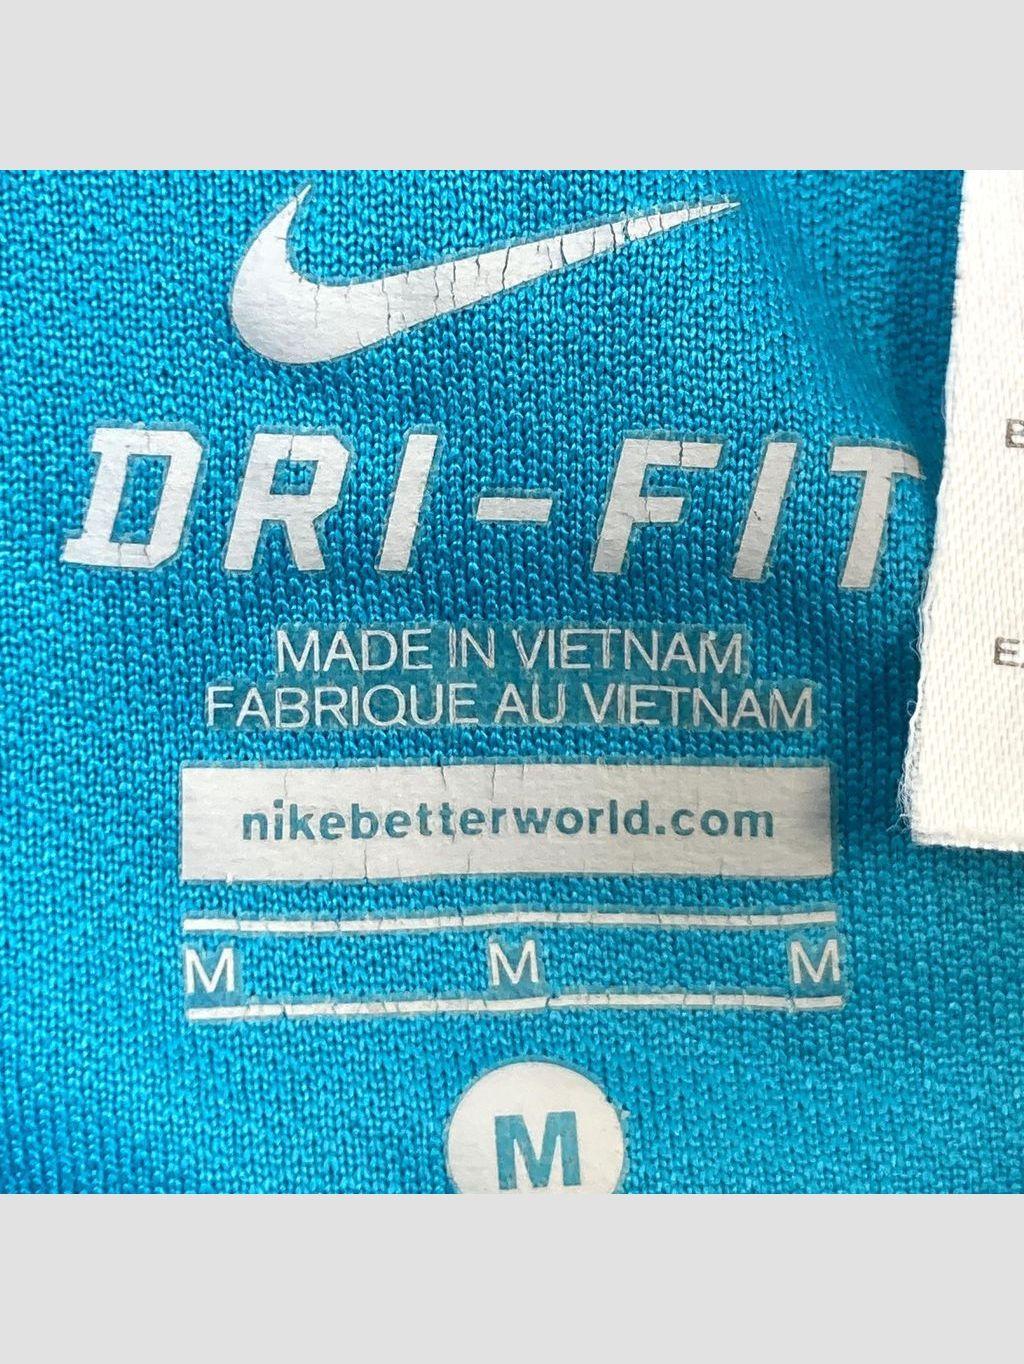 DRI-FIT
MADE IN VIETNAM
FABRIQUE AU VIETNAM
nikebetterworld.com
M M M
M